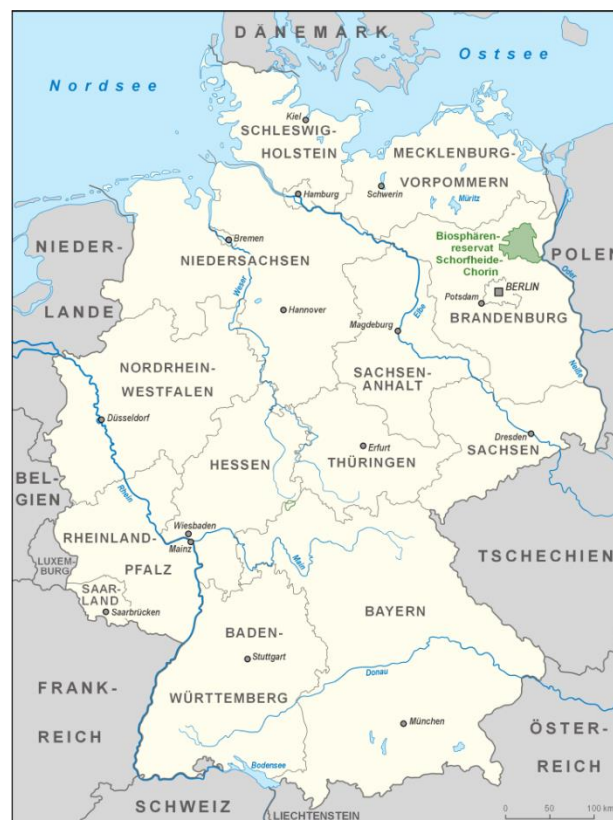 DÄNEMARK
Nordsee
Ostsee
Kiel
SCHLESWIG-
HOLSTEIN
MECKLENBURG-
VORPOMMERN
Hamburg
Schwerin
Müritz
NIEDER-
LANDE
Bremen
NIEDERSACHSEN
Weser
Biosphären-
reservat
Schorfheide-
Chorin
POLEN
Oder
BERLIN
Potsdam
BRANDENBURG
Hannover
Elbe
Magdeburg
NORDRHEIN-
WESTFALEN
SACHSEN-
ANHALT
Neiße
Düsseldorf
Dresden
SACHSEN
HESSEN
Erfurt
THÜRINGEN
BEL-
GIEN
Rhein
Wiesbaden
Mainz
RHEINLAND-
PFALZ
LUXEM-
BURG
Main
TSCHECHIEN
SAAR-
LAND
Saarbrücken
BAYERN
BADEN-
WÜRTTEMBERG
Stuttgart
Donau
FRANK-
REICH
München
ÖSTER-
REICH
Bodensee
SCHWEIZ
LIECHTENSTEIN
0 50 100 km